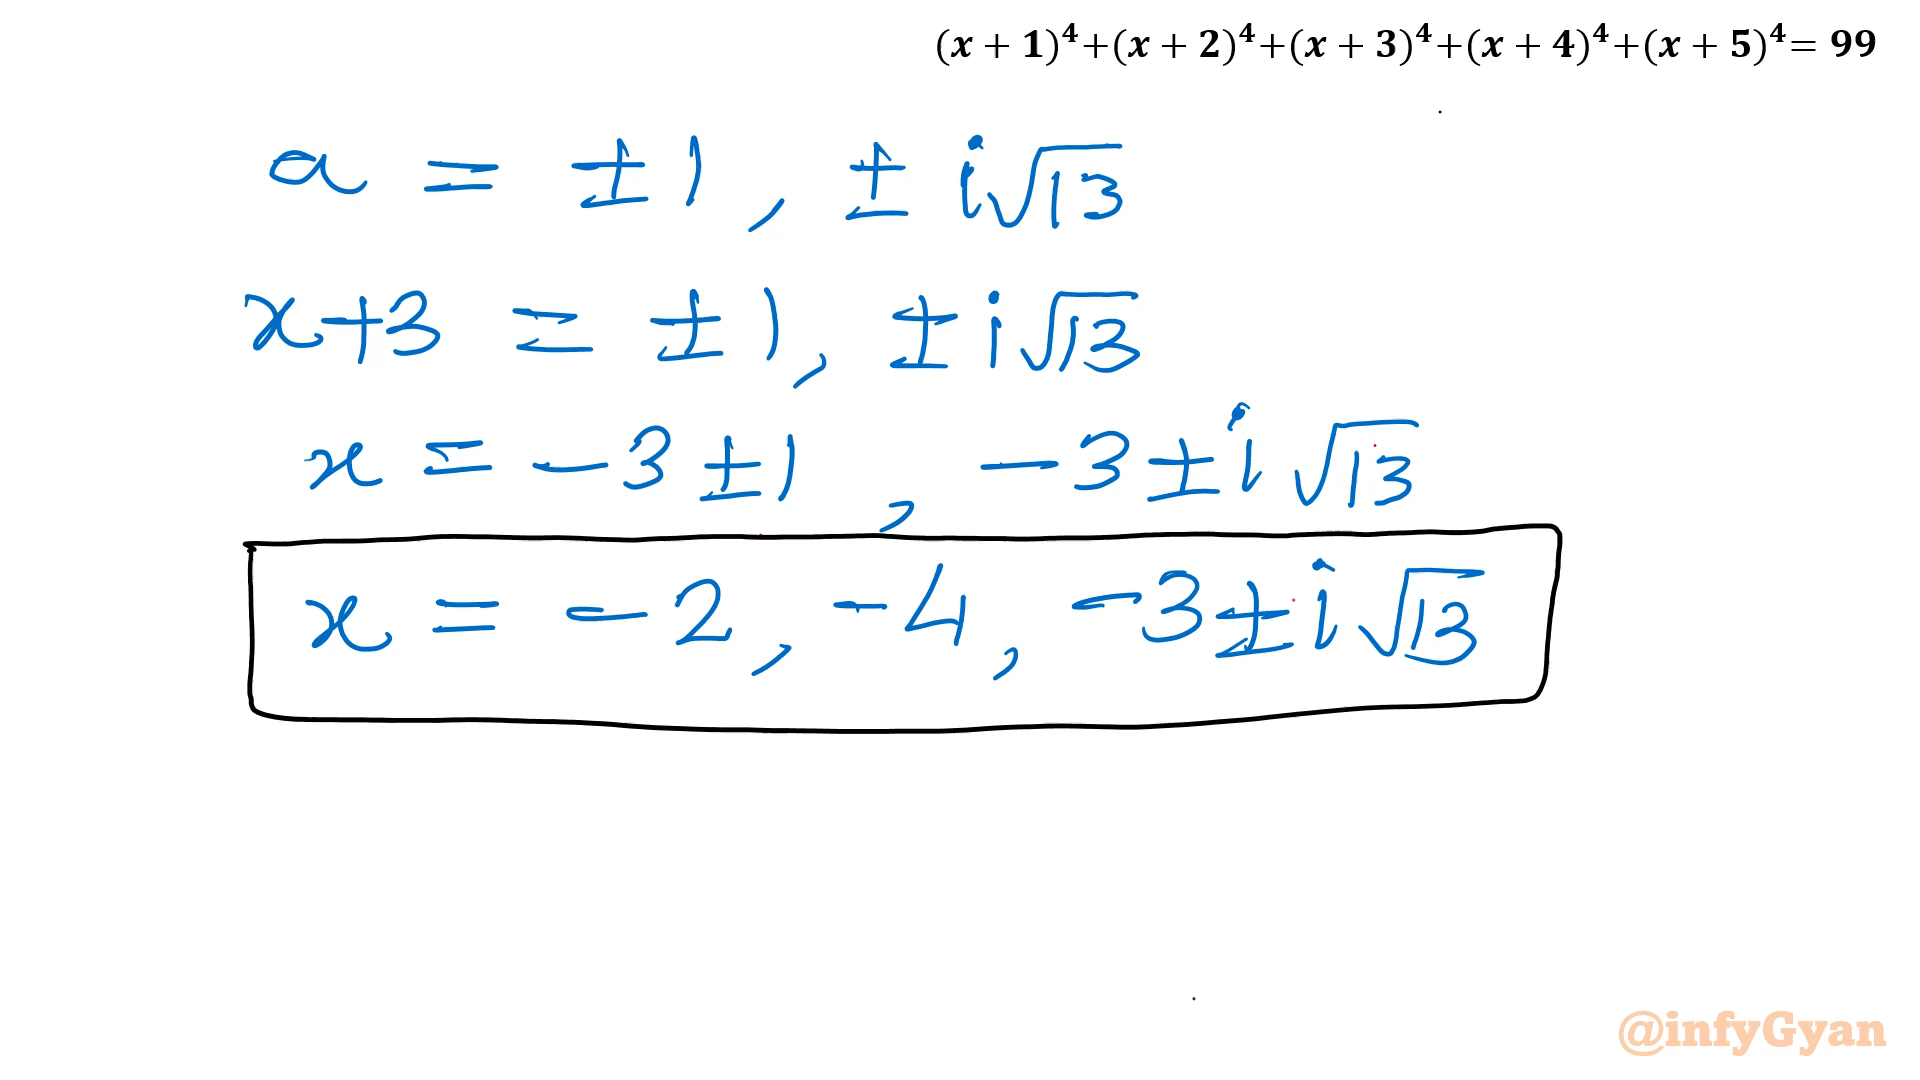 (x + 1)⁴+(x + 2)⁴+(x + 3)⁴+(x + 4)⁴+(x + 5)⁴= 99
a = ±1, ± i√13
x+3 = ±1, ± i√13
x = -3 ±1, -3 ± i√13
x = -2, -4, -3 ± i√13
@infyGyan